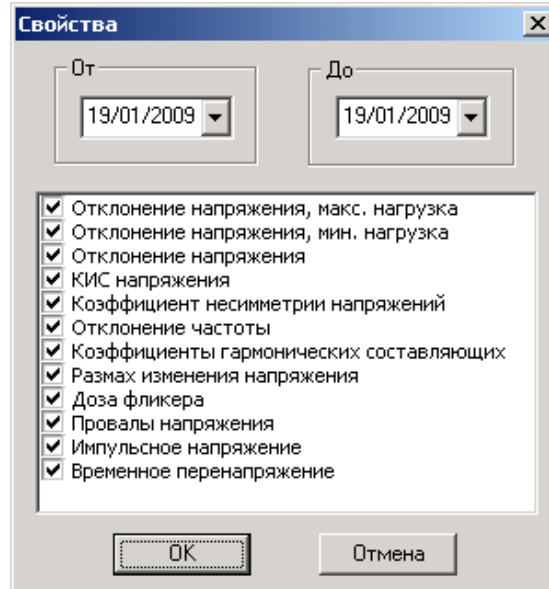 Свойства
От
До
19/01/2009
19/01/2009
Отклонение напряжения, макс. нагрузка
Отклонение напряжения, мин. нагрузка
Отклонение напряжения
КИС напряжения
Коэффициент несимметрии напряжений
Отклонение частоты
Коэффициенты гармонических составляющих
Размах изменения напряжения
Доза фликера
Провалы напряжения
Импульсное напряжение
Временное перенапряжение
OK
Отмена